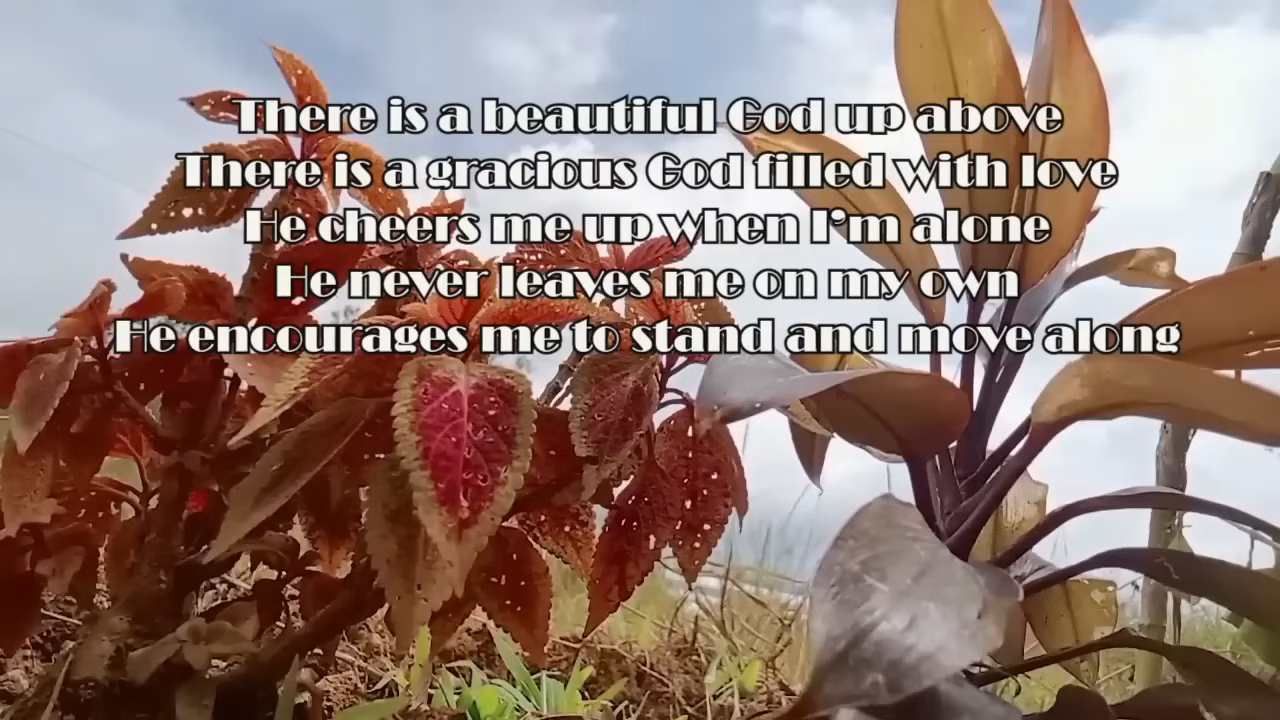 There is a beautiful God up above
There is a gracious God filled with love
He cheers me up when I'm alone
He never leaves me on my own
He encourages me to stand and move along